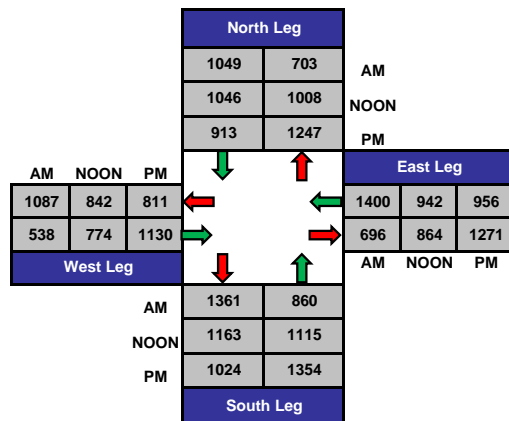 North Leg
1049 703 AM
1046 1008 NOON
913 1247 PM
AM NOON PM East Leg
1087 842 811 1400 942 956
538 774 1130 696 864 1271
West Leg AM NOON PM
AM 1361 860
NOON 1163 1115
PM 1024 1354
South Leg